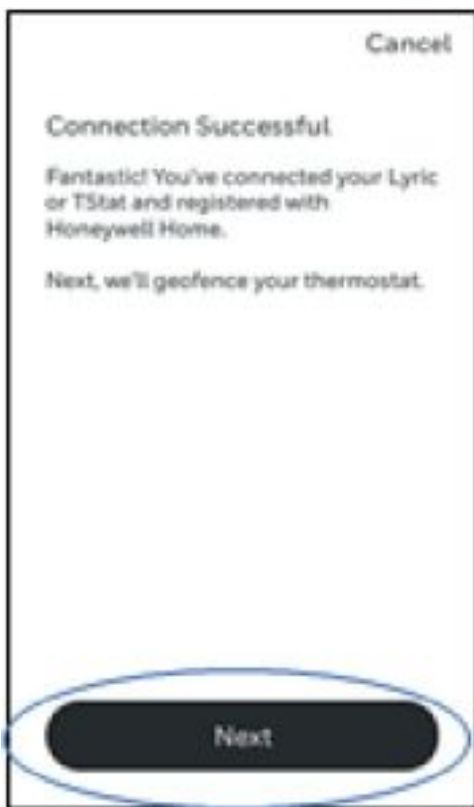 Cancel
Connection Successful
Fantastic! You've connected your Lyric
or TStat and registered with
Honeywell Home.
Next, we'll geofence your thermostat.
Next